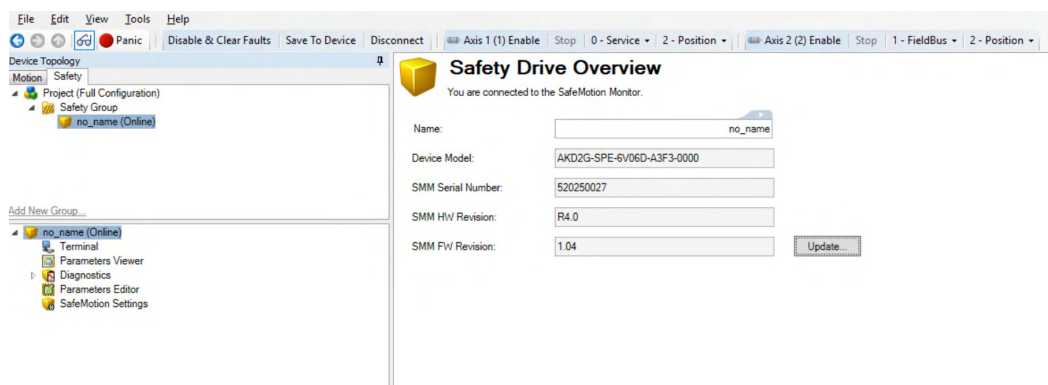 File Edit View Tools Help
Panic Disable & Clear Faults Save To Device Disconnect Axis 1 (1) Enable Stop 0 - Service 2 - Position Axis 2 (2) Enable Stop 1 - FieldBus 2 - Position
Device Topology
Motion Safety
Project (Full Configuration)
Safety Group
no_name (Online)
Add New Group...
no_name (Online)
Terminal
Parameters Viewer
Diagnostics
Parameters Editor
SafeMotion Settings
Safety Drive Overview
You are connected to the SafeMotion Monitor.
Name: no_name
Device Model: AKD2G-SPE-6V06D-A3F3-0000
SMM Serial Number: 520250027
SMM HW Revision: R4.0
SMM FW Revision: 1.04 Update...